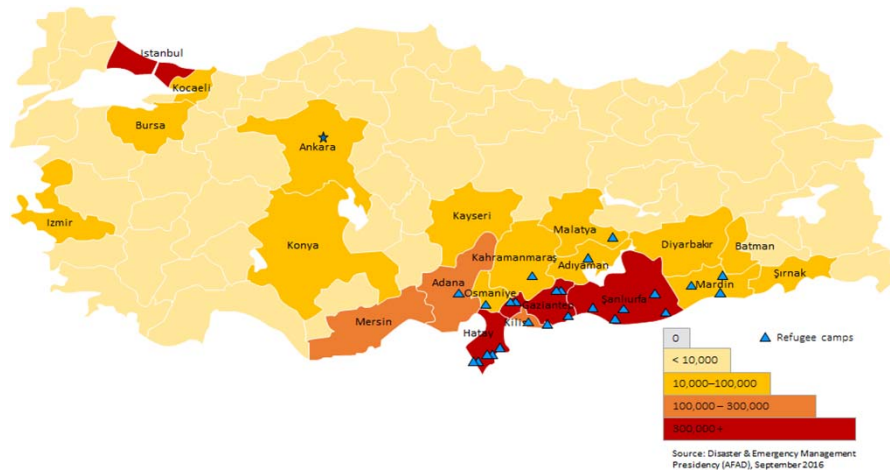 Istanbul
Kocaeli
Bursa
Ankara
Izmir
Konya
Kayseri
Malatya
Diyarbakır
Batman
Kahramanmaraş
Adıyaman
Şırnak
Mardin
Adana
Osmaniye
Gaziantep
Şanlıurfa
Mersin
Kilis
Hatay
0
Refugee camps
< 10,000
10,000–100,000
100,000 – 300,000
300,000 +
Source: Disaster & Emergency Management
Presidency (AFAD), September 2016